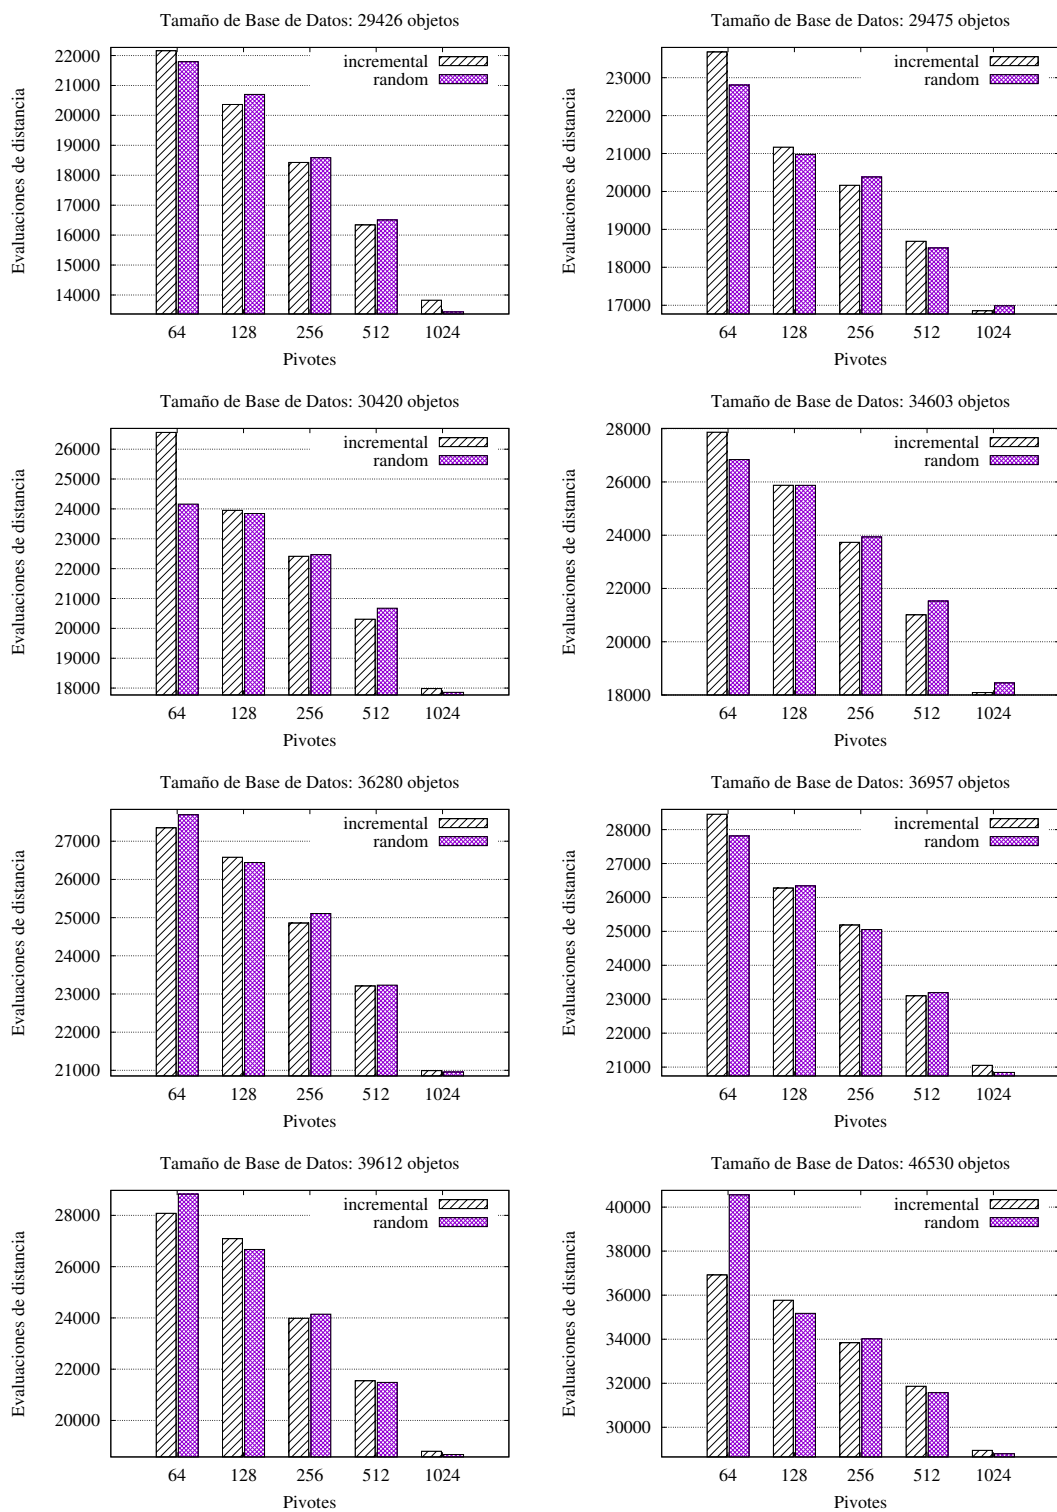 Tamaño de Base de Datos: 29426 objetos
incremental
random
22000
21000
20000
19000
18000
17000
16000
15000
14000
Evaluaciones de distancia
64 128 256 512 1024
Pivotes
Tamaño de Base de Datos: 29475 objetos
incremental
random
23000
22000
21000
20000
19000
18000
17000
Evaluaciones de distancia
64 128 256 512 1024
Pivotes
Tamaño de Base de Datos: 30420 objetos
incremental
random
26000
25000
24000
23000
22000
21000
20000
19000
18000
Evaluaciones de distancia
64 128 256 512 1024
Pivotes
Tamaño de Base de Datos: 34603 objetos
incremental
random
28000
26000
24000
22000
20000
18000
Evaluaciones de distancia
64 128 256 512 1024
Pivotes
Tamaño de Base de Datos: 36280 objetos
incremental
random
27000
26000
25000
24000
23000
22000
21000
Evaluaciones de distancia
64 128 256 512 1024
Pivotes
Tamaño de Base de Datos: 36957 objetos
incremental
random
28000
27000
26000
25000
24000
23000
22000
21000
Evaluaciones de distancia
64 128 256 512 1024
Pivotes
Tamaño de Base de Datos: 39612 objetos
incremental
random
28000
26000
24000
22000
20000
Evaluaciones de distancia
64 128 256 512 1024
Pivotes
Tamaño de Base de Datos: 46530 objetos
incremental
random
40000
38000
36000
34000
32000
30000
Evaluaciones de distancia
64 128 256 512 1024
Pivotes